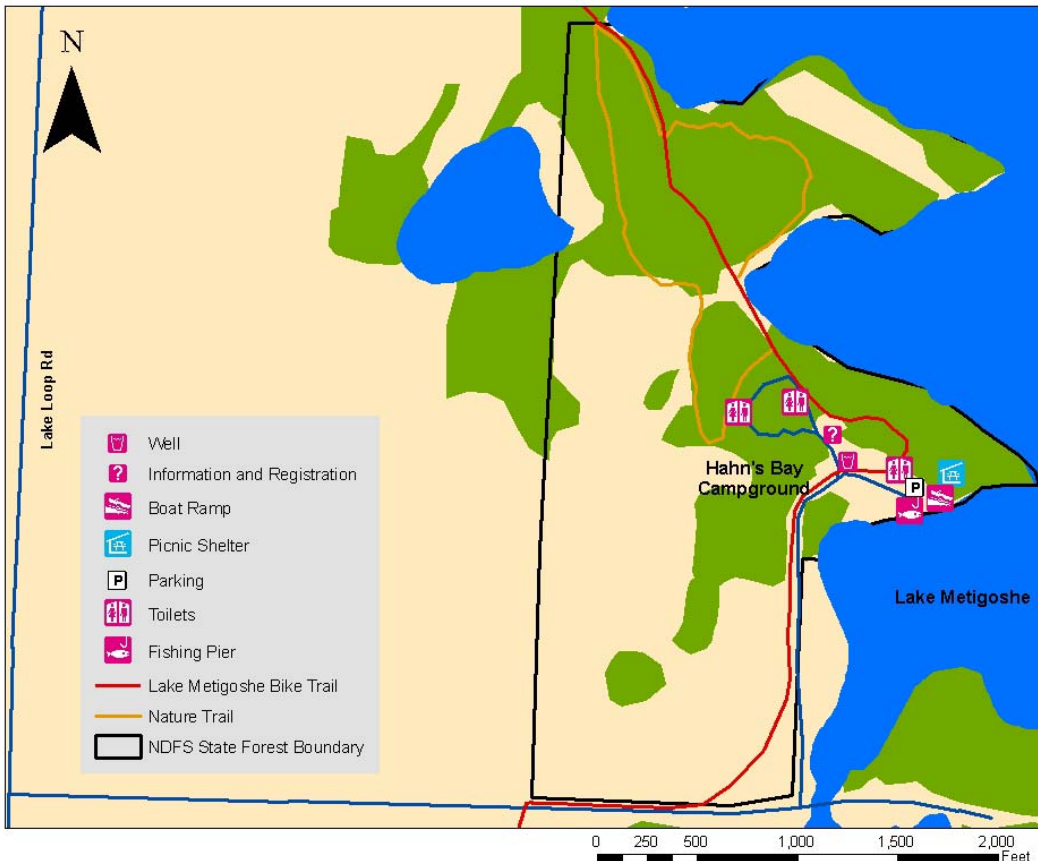 N
Lake Loop Rd
Hahn's Bay
Campground
P
Lake Metigoshe
Well
? Information and Registration
Boat Ramp
Picnic Shelter
P Parking
Toilets
Fishing Pier
Lake Metigoshe Bike Trail
Nature Trail
NDFS State Forest Boundary
0 250 500 1,000 1,500 2,000
Feet